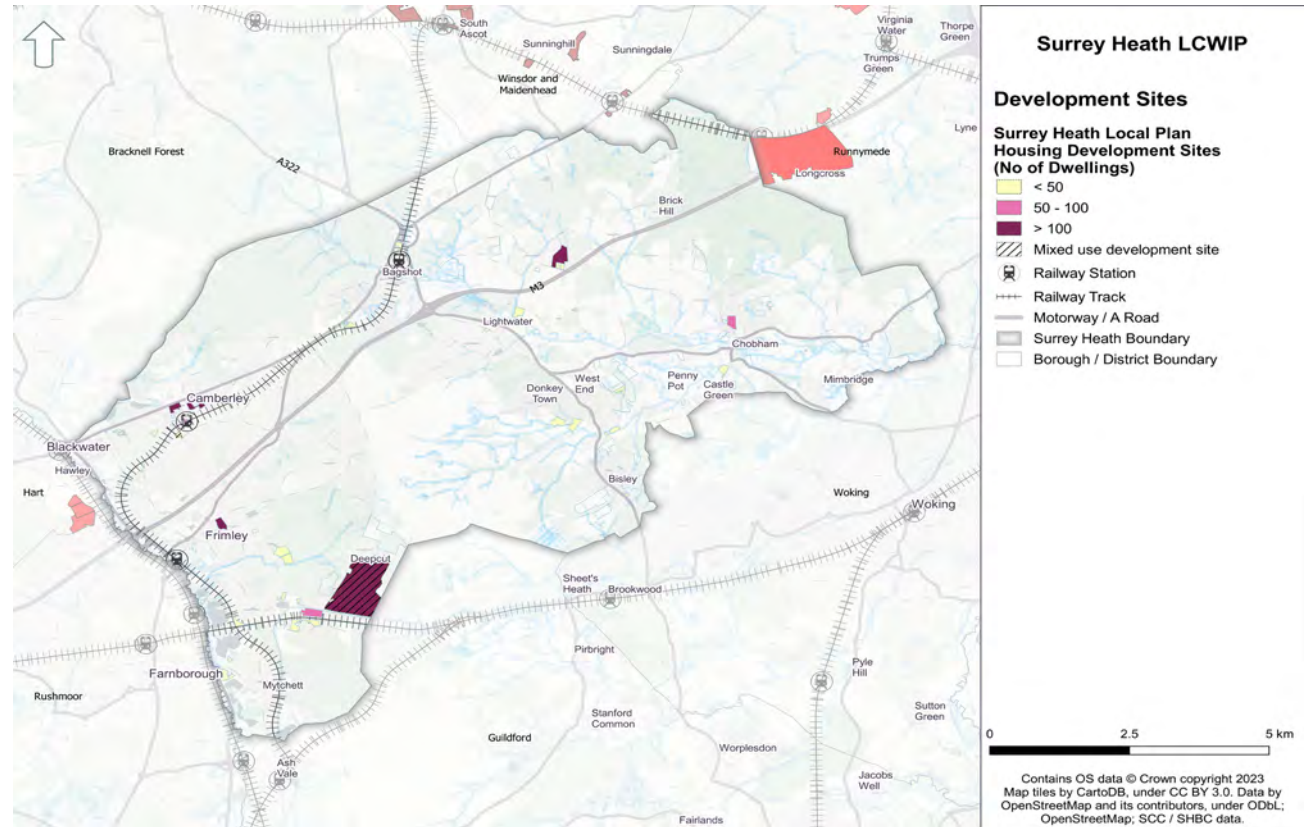 South
Ascot
Sunninghill
Sunningdale
Virginia
Water
Thorpe
Green
Trumps
Green
Winsdor and
Maidenhead
Lyne
Bracknell Forest
A322
Runnymede
Longcross
Brick
Hill
Bagshot
M3
Lightwater
Chobham
West
End
Donkey
Town
Penny
Pot
Castle
Green
Mimbridge
Camberley
Blackwater
Hawley
Hart
Bisley
Woking
Woking
Frimley
Deepcut
Sheet's
Heath
Brookwood
Pirbright
Farnborough
Rushmoor
Mytchett
Pyle
Hill
Sutton
Green
Stanford
Common
Guildford
Worplesdon
Ash
Vale
Jacobs
Well
Fairlands
Surrey Heath LCWIP
Development Sites
Surrey Heath Local Plan
Housing Development Sites
(No of Dwellings)
< 50
50 - 100
> 100
Mixed use development site
Railway Station
Railway Track
Motorway / A Road
Surrey Heath Boundary
Borough / District Boundary
0 2.5 5 km
Contains OS data © Crown copyright 2023
Map tiles by CartoDB, under CC BY 3.0. Data by
OpenStreetMap and its contributors, under ODbL;
OpenStreetMap; SCC / SHBC data.